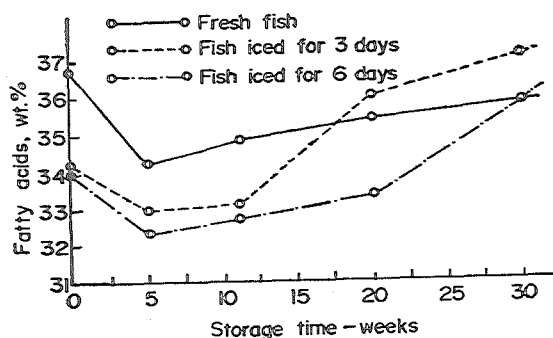 Fresh fish
Fish iced for 3 days
Fish iced for 6 days
Fatty acids, wt.%
37
36
35
34
33
32
31
0 5 10 15 20 25 30
Storage time – weeks